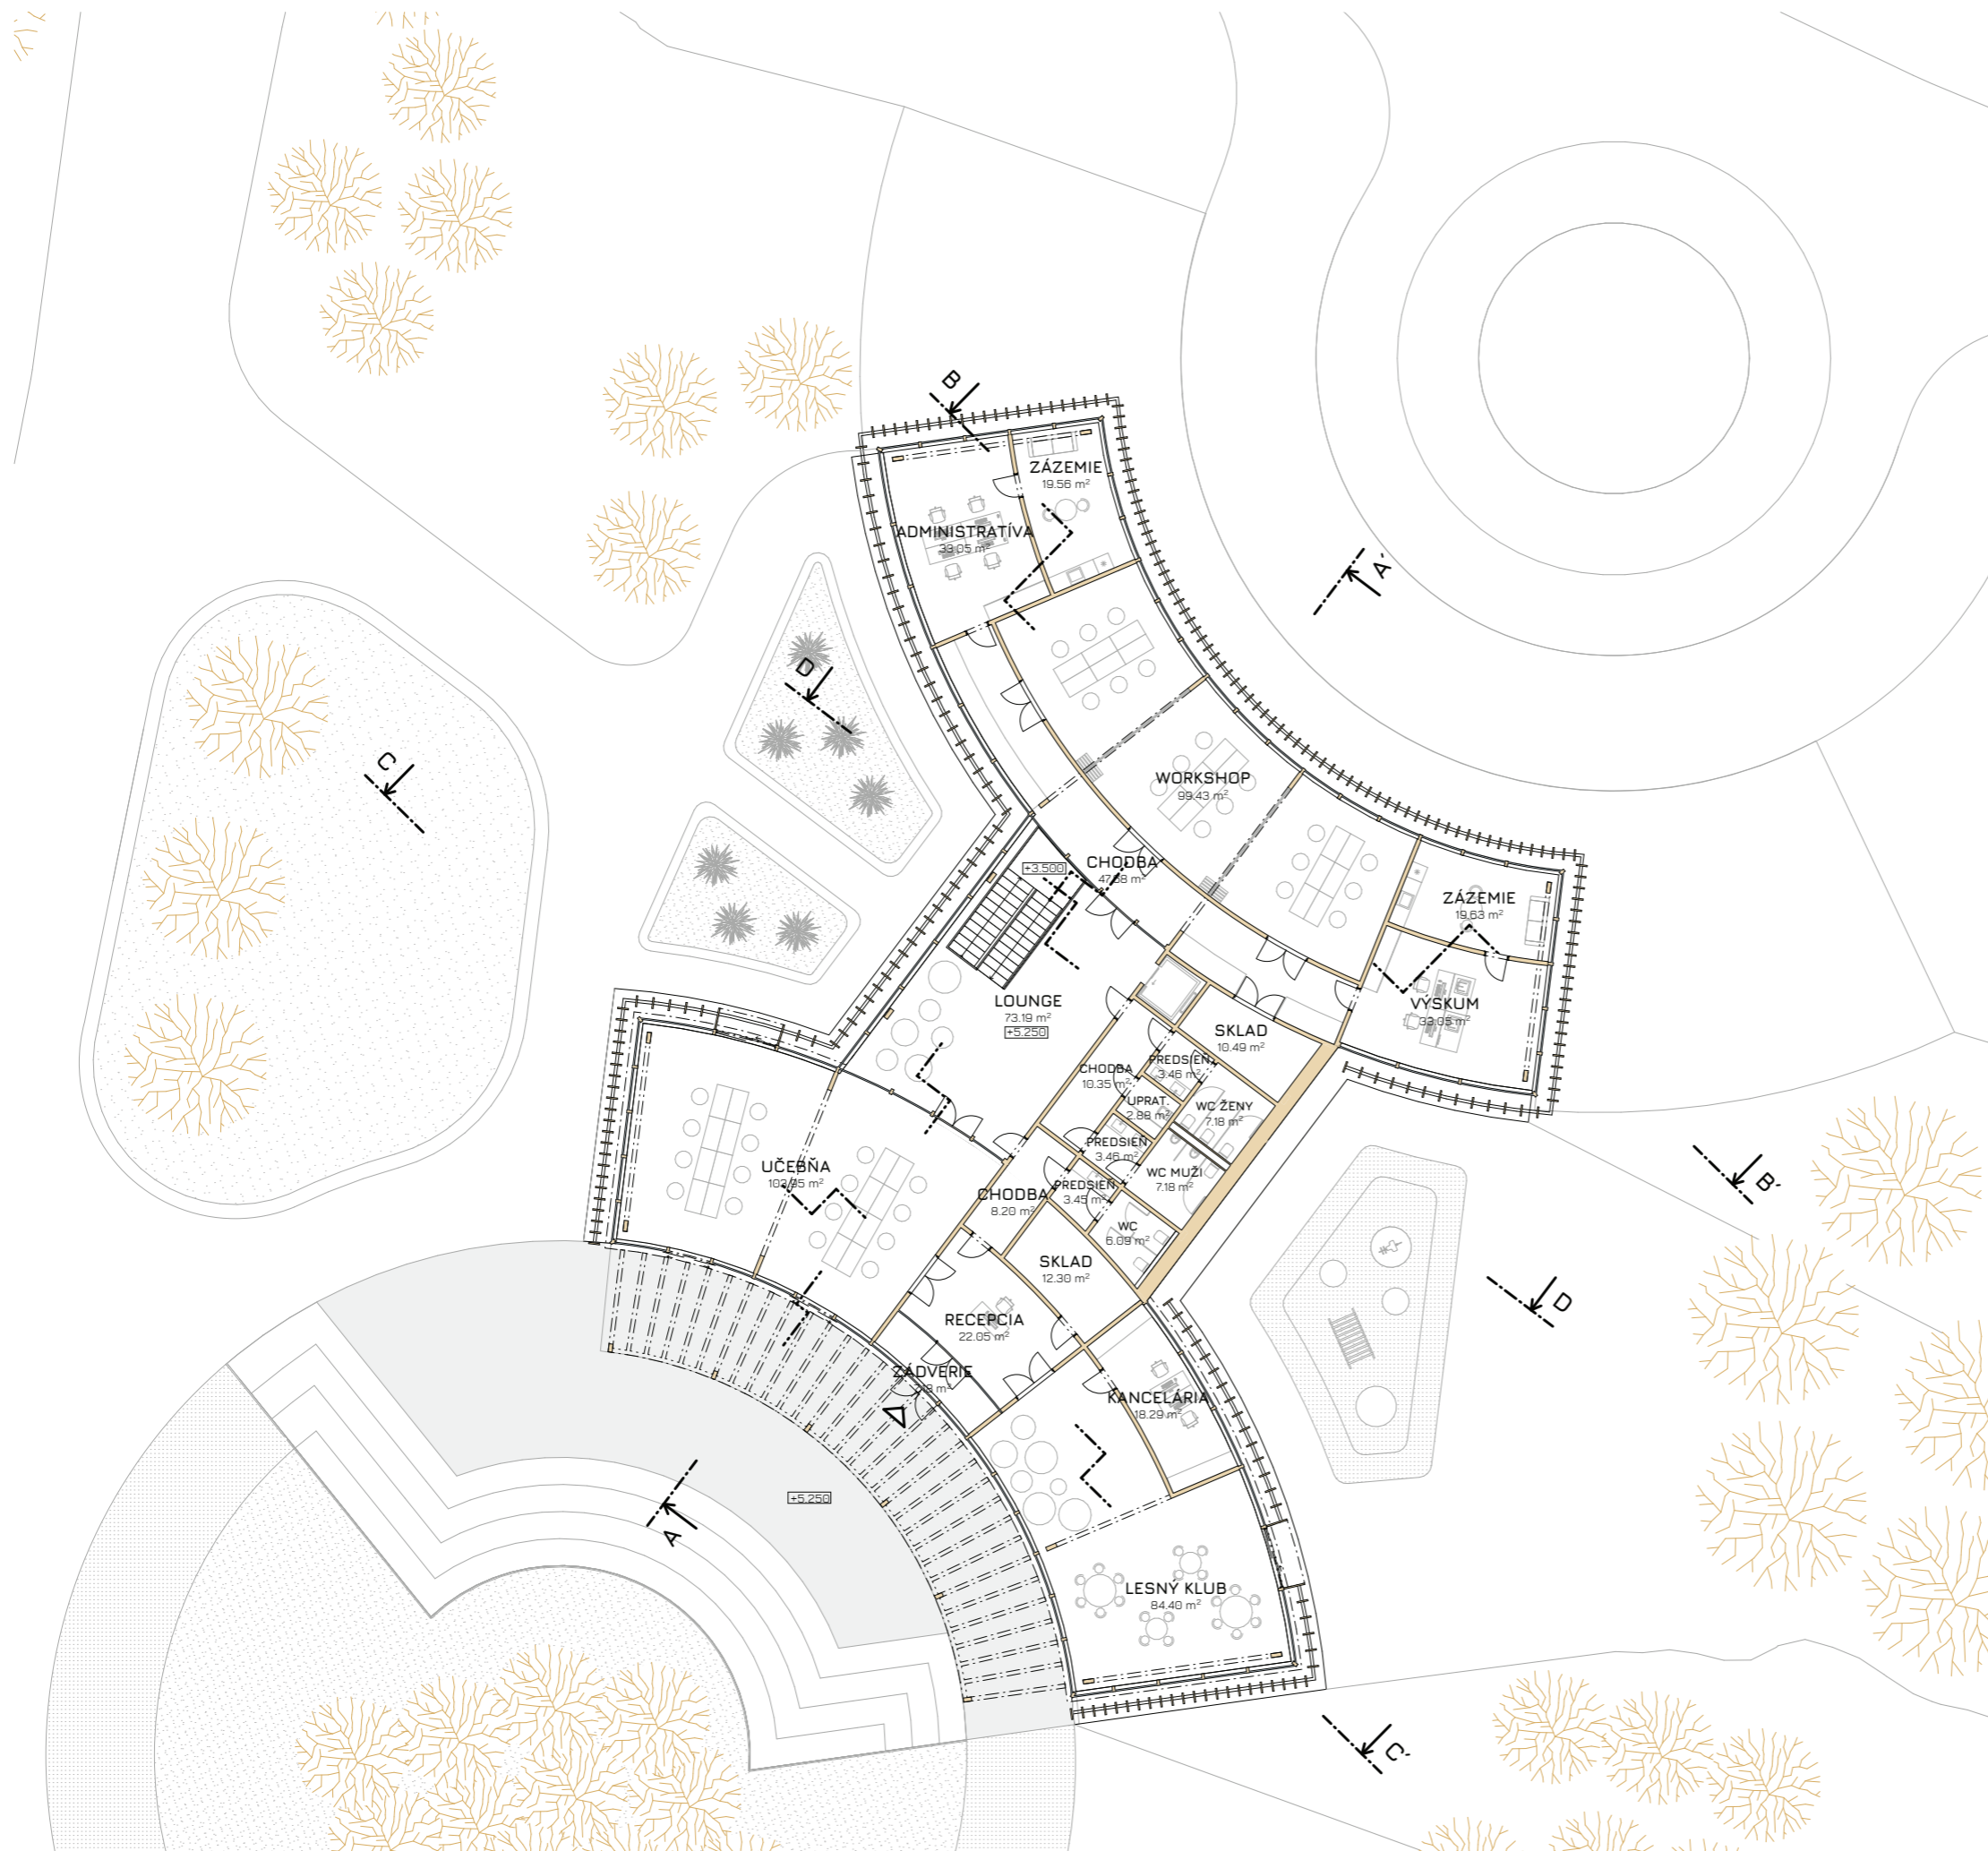 B
ZÁZEMIE
19.56 m²
ADMINISTRATÍVA
33.05 m²
A´
D
C
WORKSHOP
99.43 m²
CHODBA
+3.500
ZÁZEMIE
19.63 m²
LOUNGE
73.19 m²
+5.250
VÝSKUM
33.05 m²
SKLAD
10.49 m²
PREDSIEŇ
3.46 m²
CHODBA
10.35 m²
UPRAT.
2.88 m²
WC ŽENY
7.18 m²
PREDSIEŇ
3.46 m²
WC MUŽI
7.18 m²
UČEBŇA
PREDSIEŇ
3.45 m²
CHODBA
8.20 m²
WC
6.09 m²
B´
SKLAD
12.30 m²
D
RECEPCIA
22.05 m²
ZÁDVERIE
KANCELÁRIA
18.29 m²
+5.250
A
LESNÝ KLUB
84.40 m²
C´